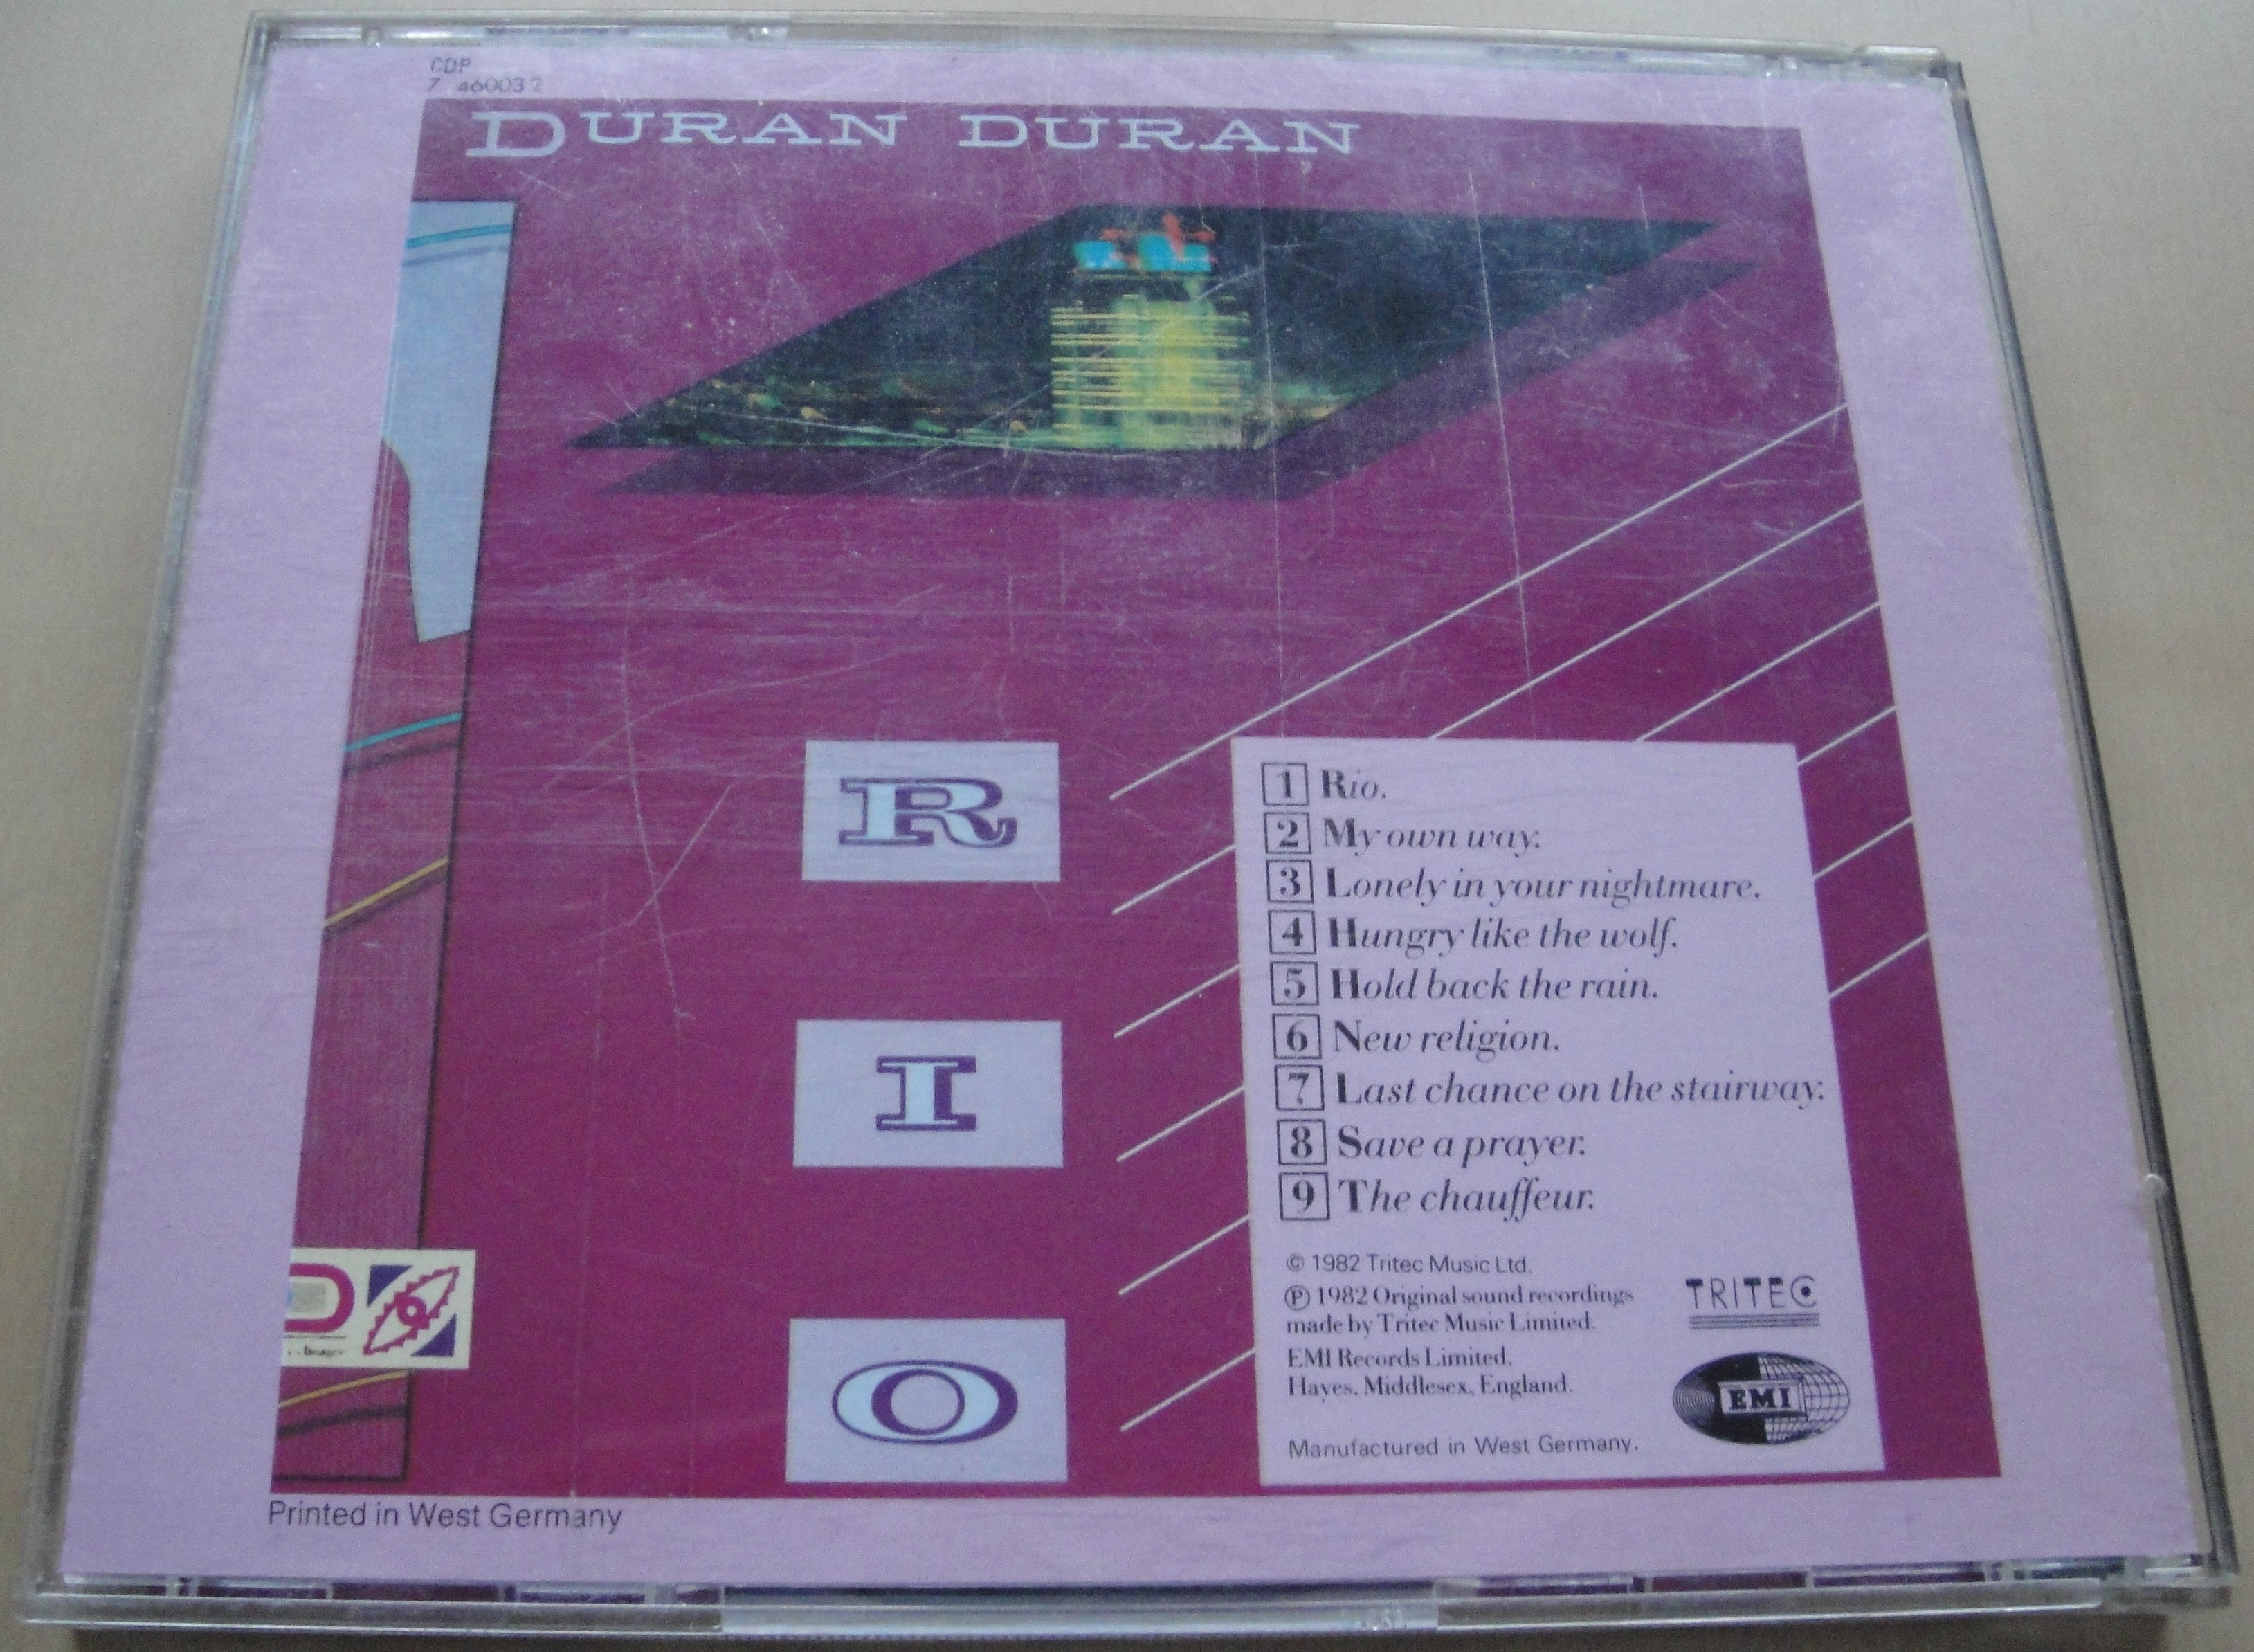 CDP
7 46003 2
DURAN DURAN
R
I
O
1 Rio.
2 My own way.
3 Lonely in your nightmare.
4 Hungry like the wolf.
5 Hold back the rain.
6 New religion.
7 Last chance on the stairway.
8 Save a prayer.
9 The chauffeur.
© 1982 Tritec Music Ltd.
℗ 1982 Original sound recordings
made by Tritec Music Limited.
EMI Records Limited,
Hayes, Middlesex, England.
Manufactured in West Germany.
TRITEC
EMI
Printed in West Germany